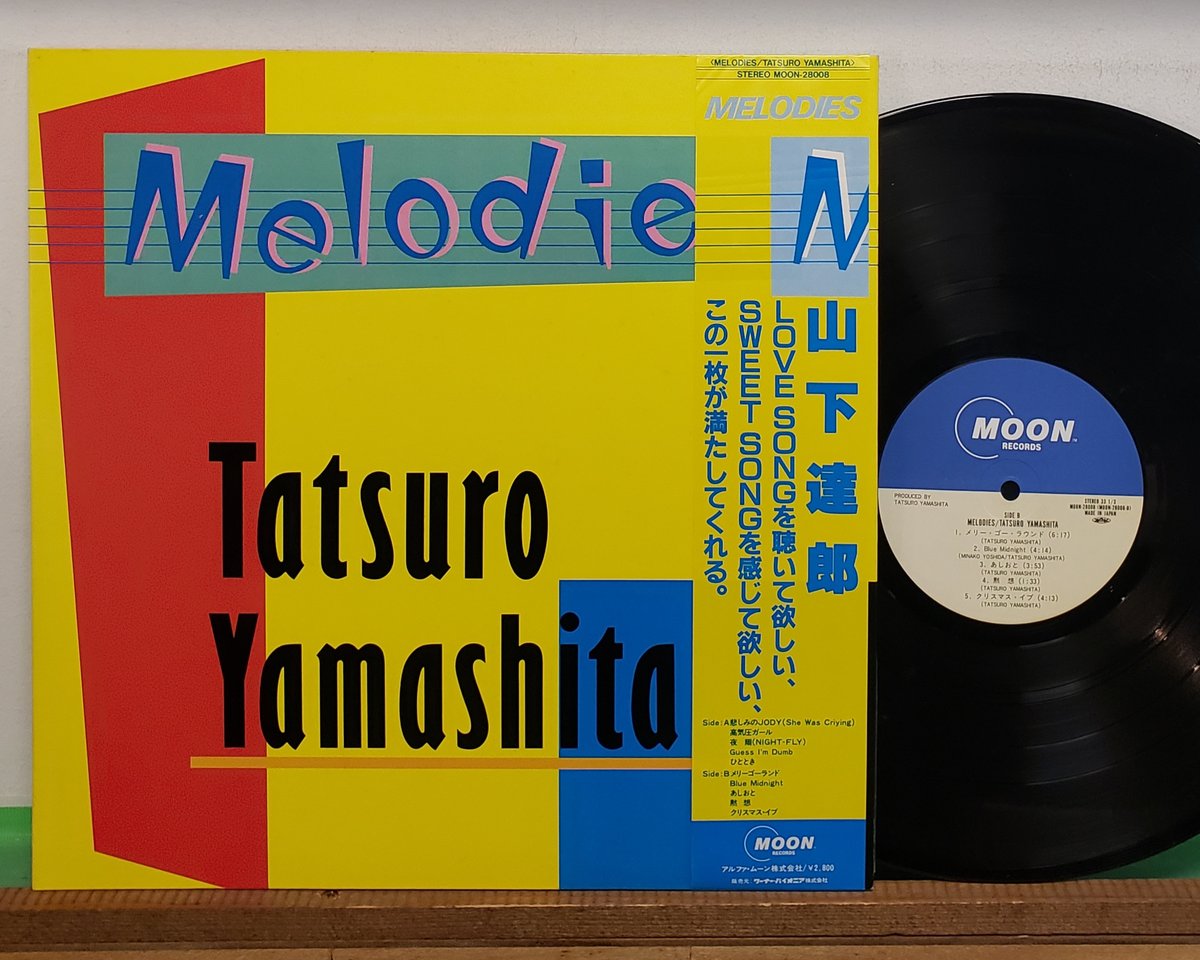 Melodie
Tatsuro
Yamashita
〈MELODIES/TATSURO YAMASHITA〉
STEREO MOON-28008
MELODIES
M
山下達郎
LOVE SONGを聴いて欲しい、
SWEET SONGを感じて欲しい、
この一枚が満たしてくれる。
Side:A悲しみのJODY(She Was Criying)
高気圧ガール
夜 翔(NIGHT-FLY)
Guess I'm Dumb
ひととき
Side:Bメリーゴーランド
Blue Midnight
あしおと
黙 想
クリスマス・イブ
MOON
RECORDS
アルファ・ムーン株式会社/¥2,800
販売元:ワーナー・パイオニア株式会社
MOON
RECORDS
PRODUCED BY
TATSURO YAMASHITA
STEREO 33 1/3
MOON-28008 (MOON-28008-B)
MADE IN JAPAN
SIDE B
MELODIES/TATSURO YAMASHITA
1. メリー・ゴー・ラウンド (6:17)
(TATSURO YAMASHITA)
2. Blue Midnight (4:14)
(MINAKO YOSHIDA/TATSURO YAMASHITA)
3. あしおと (3:53)
(TATSURO YAMASHITA)
4. 黙 想 (1:33)
(TATSURO YAMASHITA)
5. クリスマス・イブ (4:13)
(TATSURO YAMASHITA)